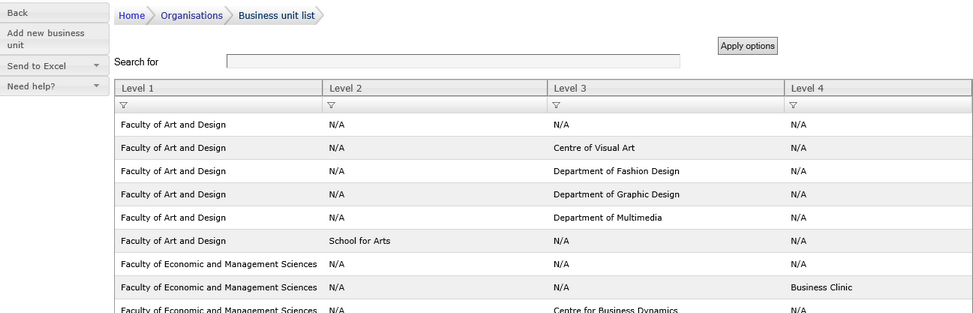 Back
Add new business
unit
Send to Excel
Need help?
Home Organisations Business unit list
Apply options
Search for
Level 1 Level 2 Level 3 Level 4
Faculty of Art and Design N/A N/A N/A
Faculty of Art and Design N/A Centre of Visual Art N/A
Faculty of Art and Design N/A Department of Fashion Design N/A
Faculty of Art and Design N/A Department of Graphic Design N/A
Faculty of Art and Design N/A Department of Multimedia N/A
Faculty of Art and Design School for Arts N/A N/A
Faculty of Economic and Management Sciences N/A N/A N/A
Faculty of Economic and Management Sciences N/A N/A Business Clinic
Faculty of Economic and Management Sciences N/A Centre for Business Dynamics N/A